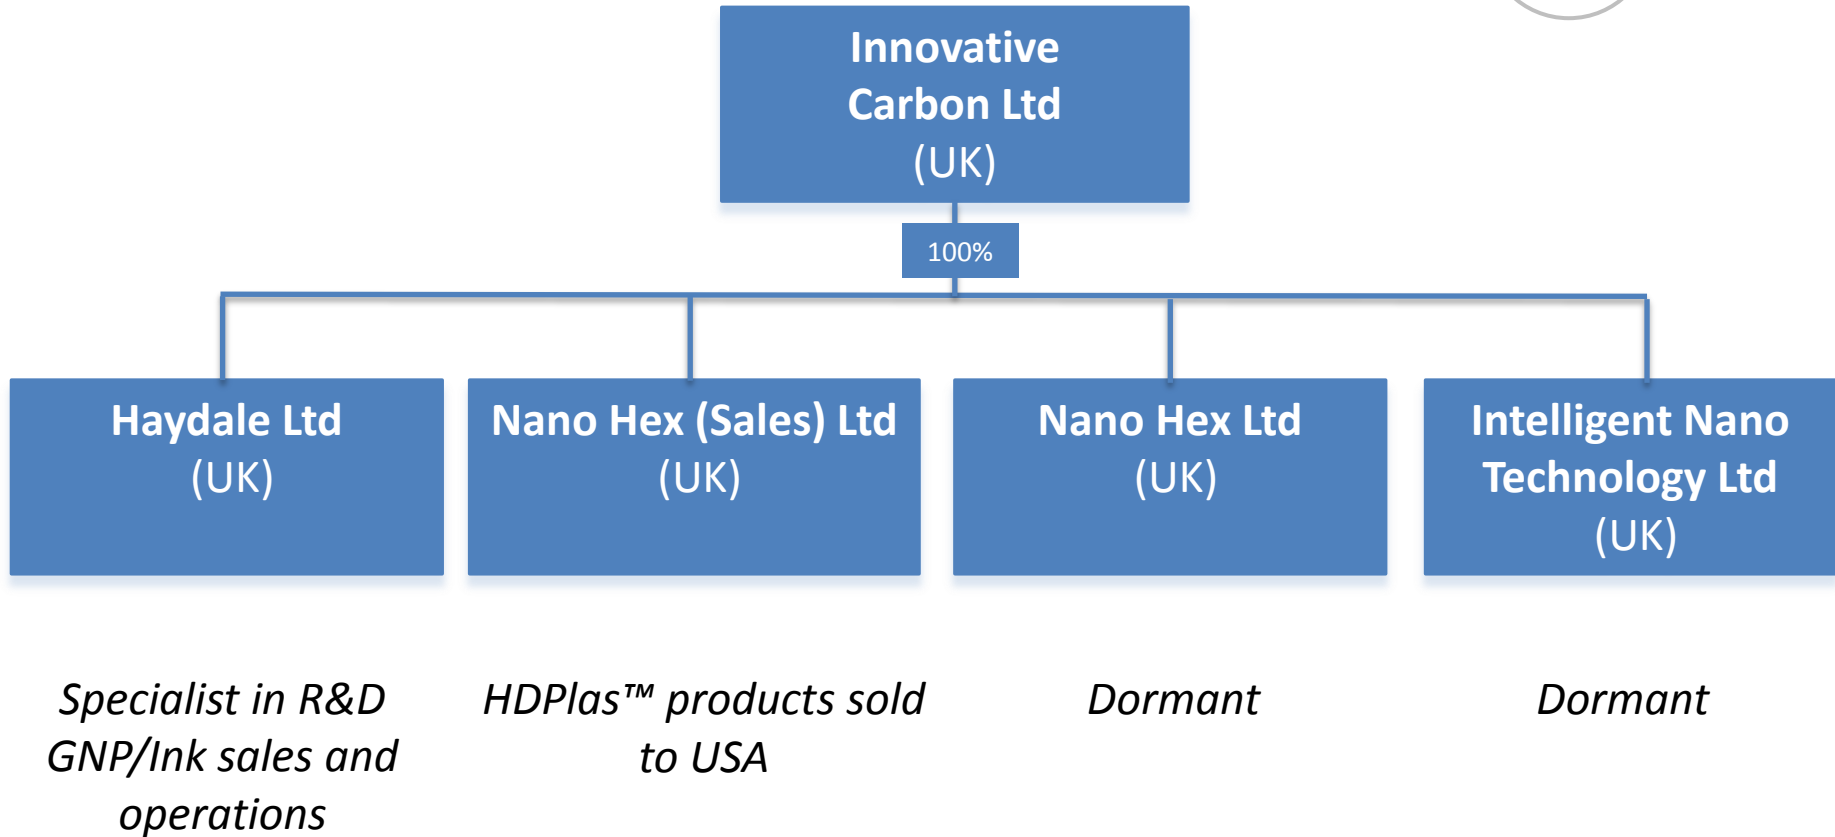 Innovative
Carbon Ltd
(UK)
100%
Haydale Ltd
(UK)
Nano Hex (Sales) Ltd
(UK)
Nano Hex Ltd
(UK)
Intelligent Nano
Technology Ltd
(UK)
Specialist in R&D
GNP/Ink sales and
operations
HDPlas™ products sold
to USA
Dormant
Dormant